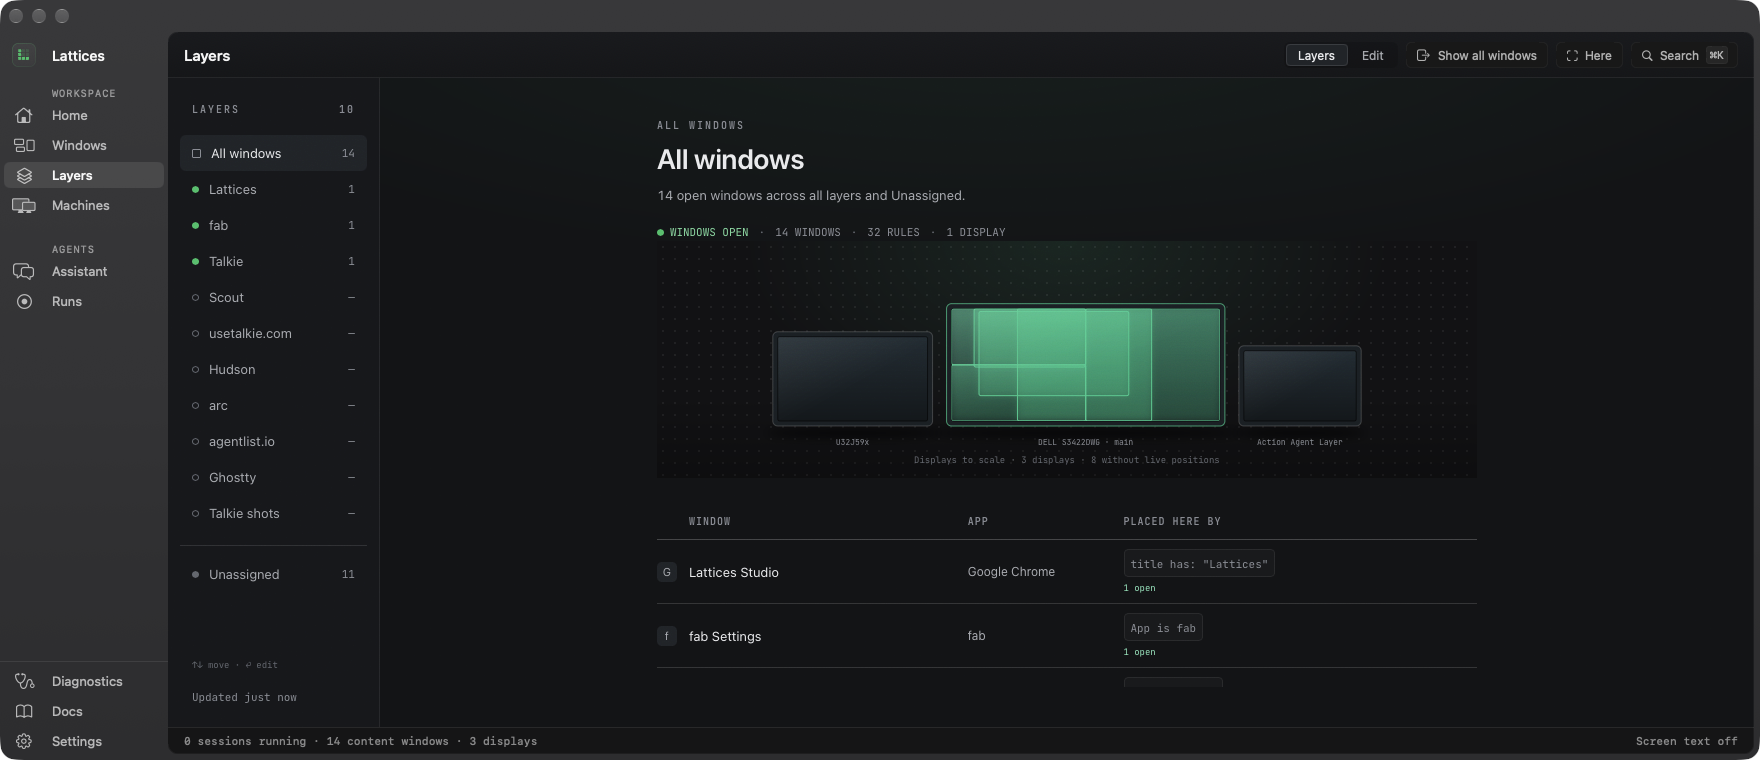 Lattices
WORKSPACE
Home
Windows
Layers
Machines
AGENTS
Assistant
Runs
Diagnostics
Docs
Settings
Layers
Layers Edit Show all windows Here Search ⌘K
LAYERS 10
All windows 14
Lattices 1
fab 1
Talkie 1
Scout –
usetalkie.com –
Hudson –
arc –
agentlist.io –
Ghostty –
Talkie shots –
Unassigned 11
↑↓ move · ⏎ edit
Updated just now
ALL WINDOWS
All windows
14 open windows across all layers and Unassigned.
WINDOWS OPEN · 14 WINDOWS · 32 RULES · 1 DISPLAY
U32J59x
DELL S3422DWG · main
Action Agent Layer
Displays to scale · 3 displays · 8 without live positions
WINDOW APP PLACED HERE BY
G Lattices Studio Google Chrome title has: "Lattices"
1 open
f fab Settings fab App is fab
1 open
0 sessions running · 14 content windows · 3 displays
Screen text off